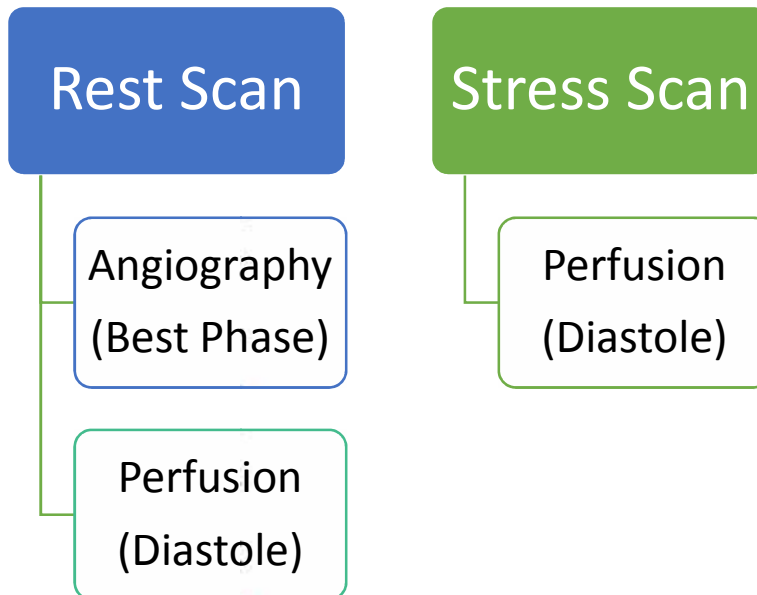 Rest Scan
Angiography
(Best Phase)
Perfusion
(Diastole)
Stress Scan
Perfusion
(Diastole)